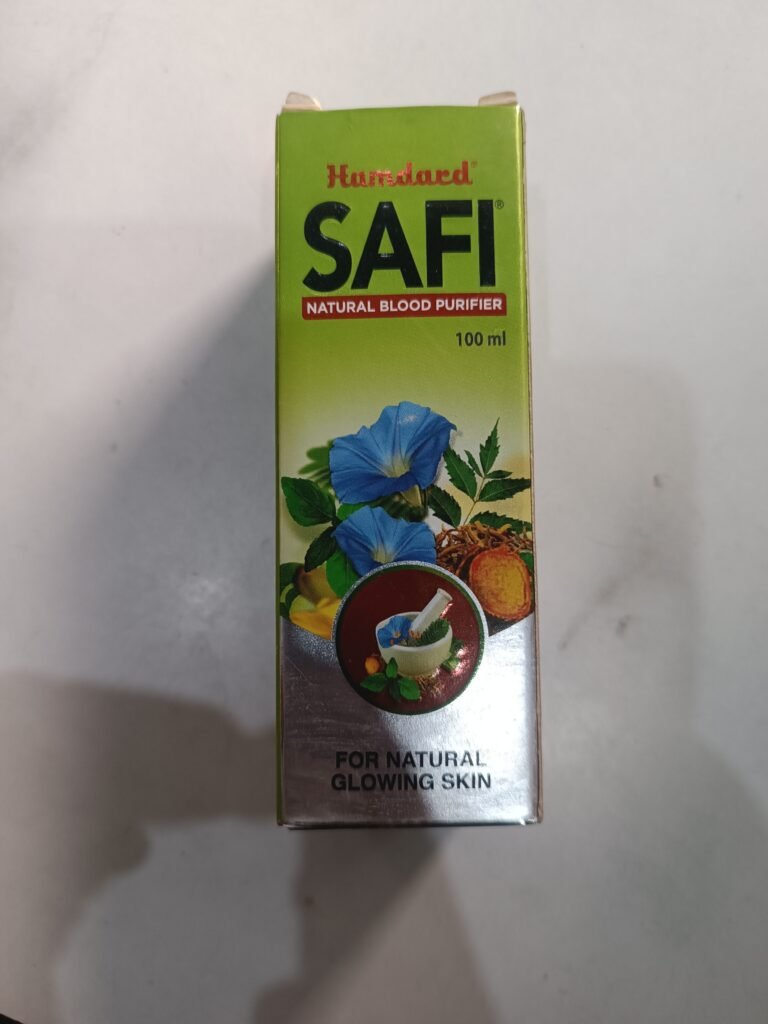 Hamdard®
SAFI®
NATURAL BLOOD PURIFIER
100 ml
FOR NATURAL
GLOWING SKIN